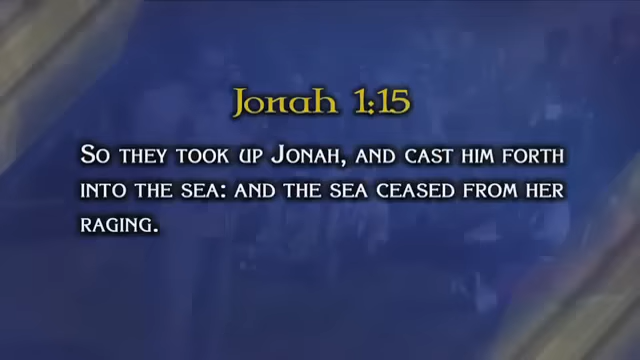 Jonah 1:15
So they took up Jonah, and cast him forth
into the sea: and the sea ceased from her
raging.